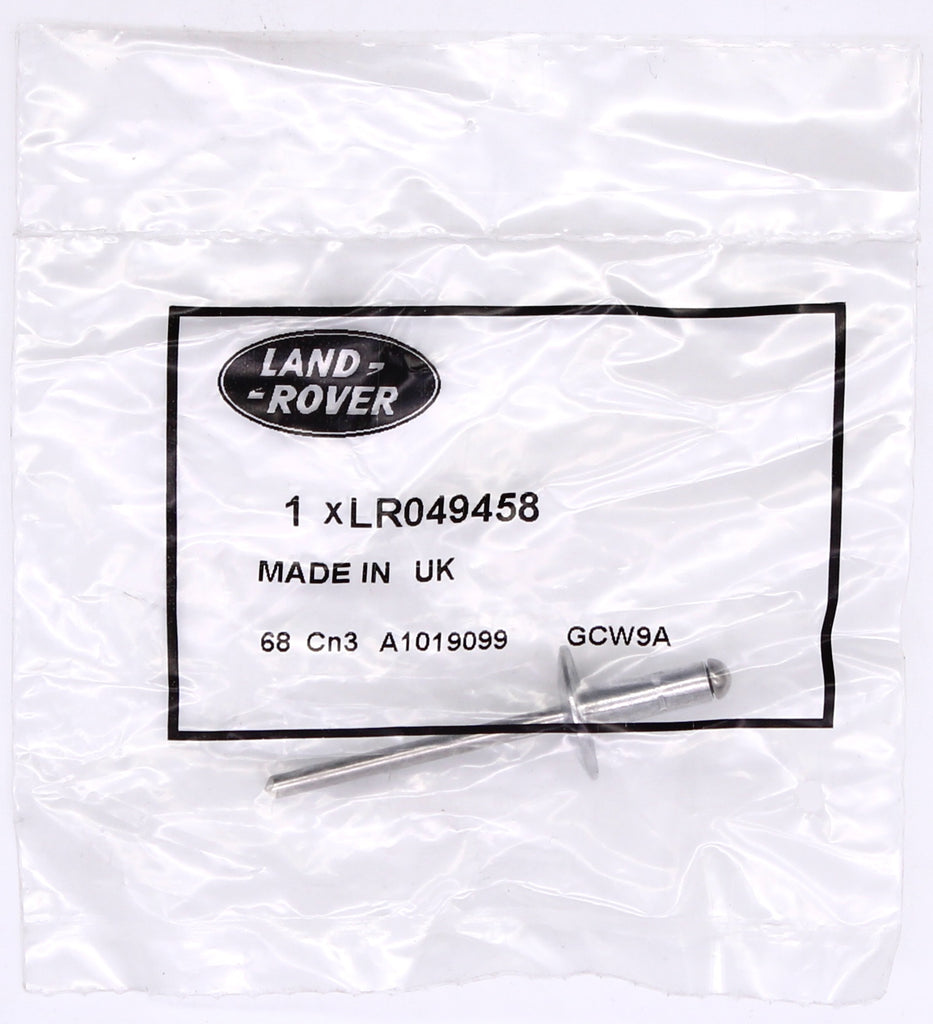 LAND-
-ROVER
1 xLR049458
MADE IN UK
68 Cn3 A1019099 GCW9A